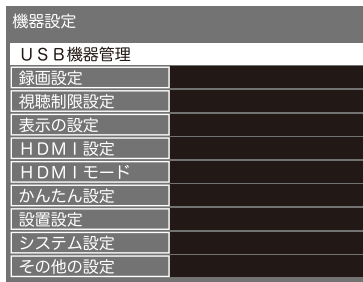 機器設定
ＵＳＢ機器管理
録画設定
視聴制限設定
表示の設定
ＨＤＭＩ設定
ＨＤＭＩモード
かんたん設定
設置設定
システム設定
その他の設定